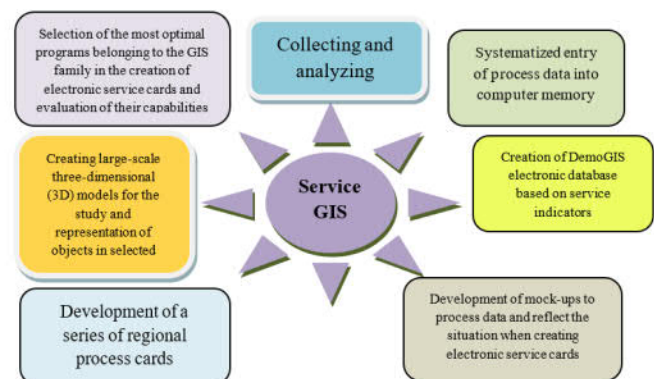 Selection of the most optimal
programs belonging to the GIS
family in the creation of
electronic service cards and
evaluation of their capabilities
Collecting and
analyzing
Systematized entry
of process data into
computer memory
Creating large-scale
three-dimensional
(3D) models for the
study and
representation of
objects in selected
Service
GIS
Creation of DemoGIS
electronic database
based on service
indicators
Development of a
series of regional
process cards
Development of mock-ups to
process data and reflect the
situation when creating
electronic service cards